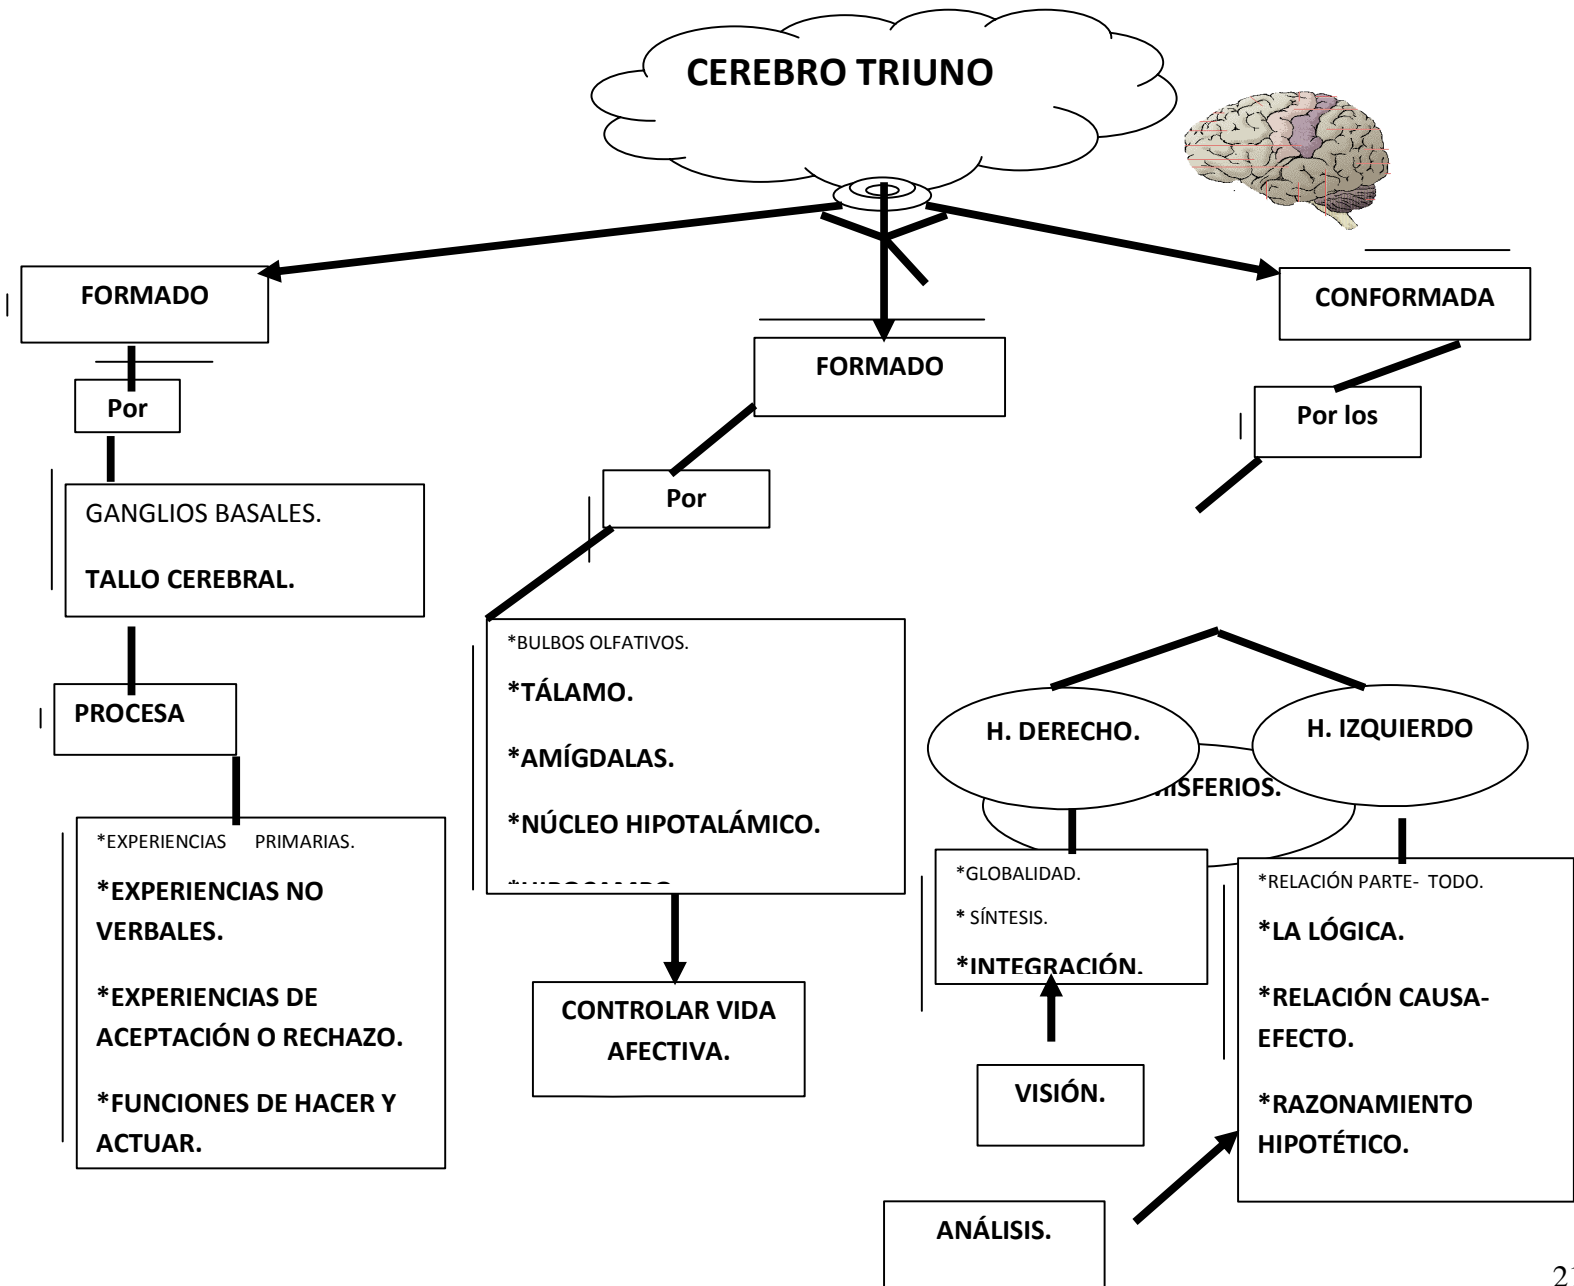 CEREBRO TRIUNO
FORMADO
Por
GANGLIOS BASALES.
TALLO CEREBRAL.
PROCESA
*EXPERIENCIAS PRIMARIAS.
*EXPERIENCIAS NO
VERBALES.
*EXPERIENCIAS DE
ACEPTACIÓN O RECHAZO.
*FUNCIONES DE HACER Y
ACTUAR.
FORMADO
Por
*BULBOS OLFATIVOS.
*TÁLAMO.
*AMÍGDALAS.
*NÚCLEO HIPOTALÁMICO.
CONTROLAR VIDA
AFECTIVA.
CONFORMADA
Por los
H. DERECHO.
H. IZQUIERDO
*GLOBALIDAD.
* SÍNTESIS.
*INTEGRACIÓN.
VISIÓN.
*RELACIÓN PARTE- TODO.
*LA LÓGICA.
*RELACIÓN CAUSA-
EFECTO.
*RAZONAMIENTO
HIPOTÉTICO.
ANÁLISIS.